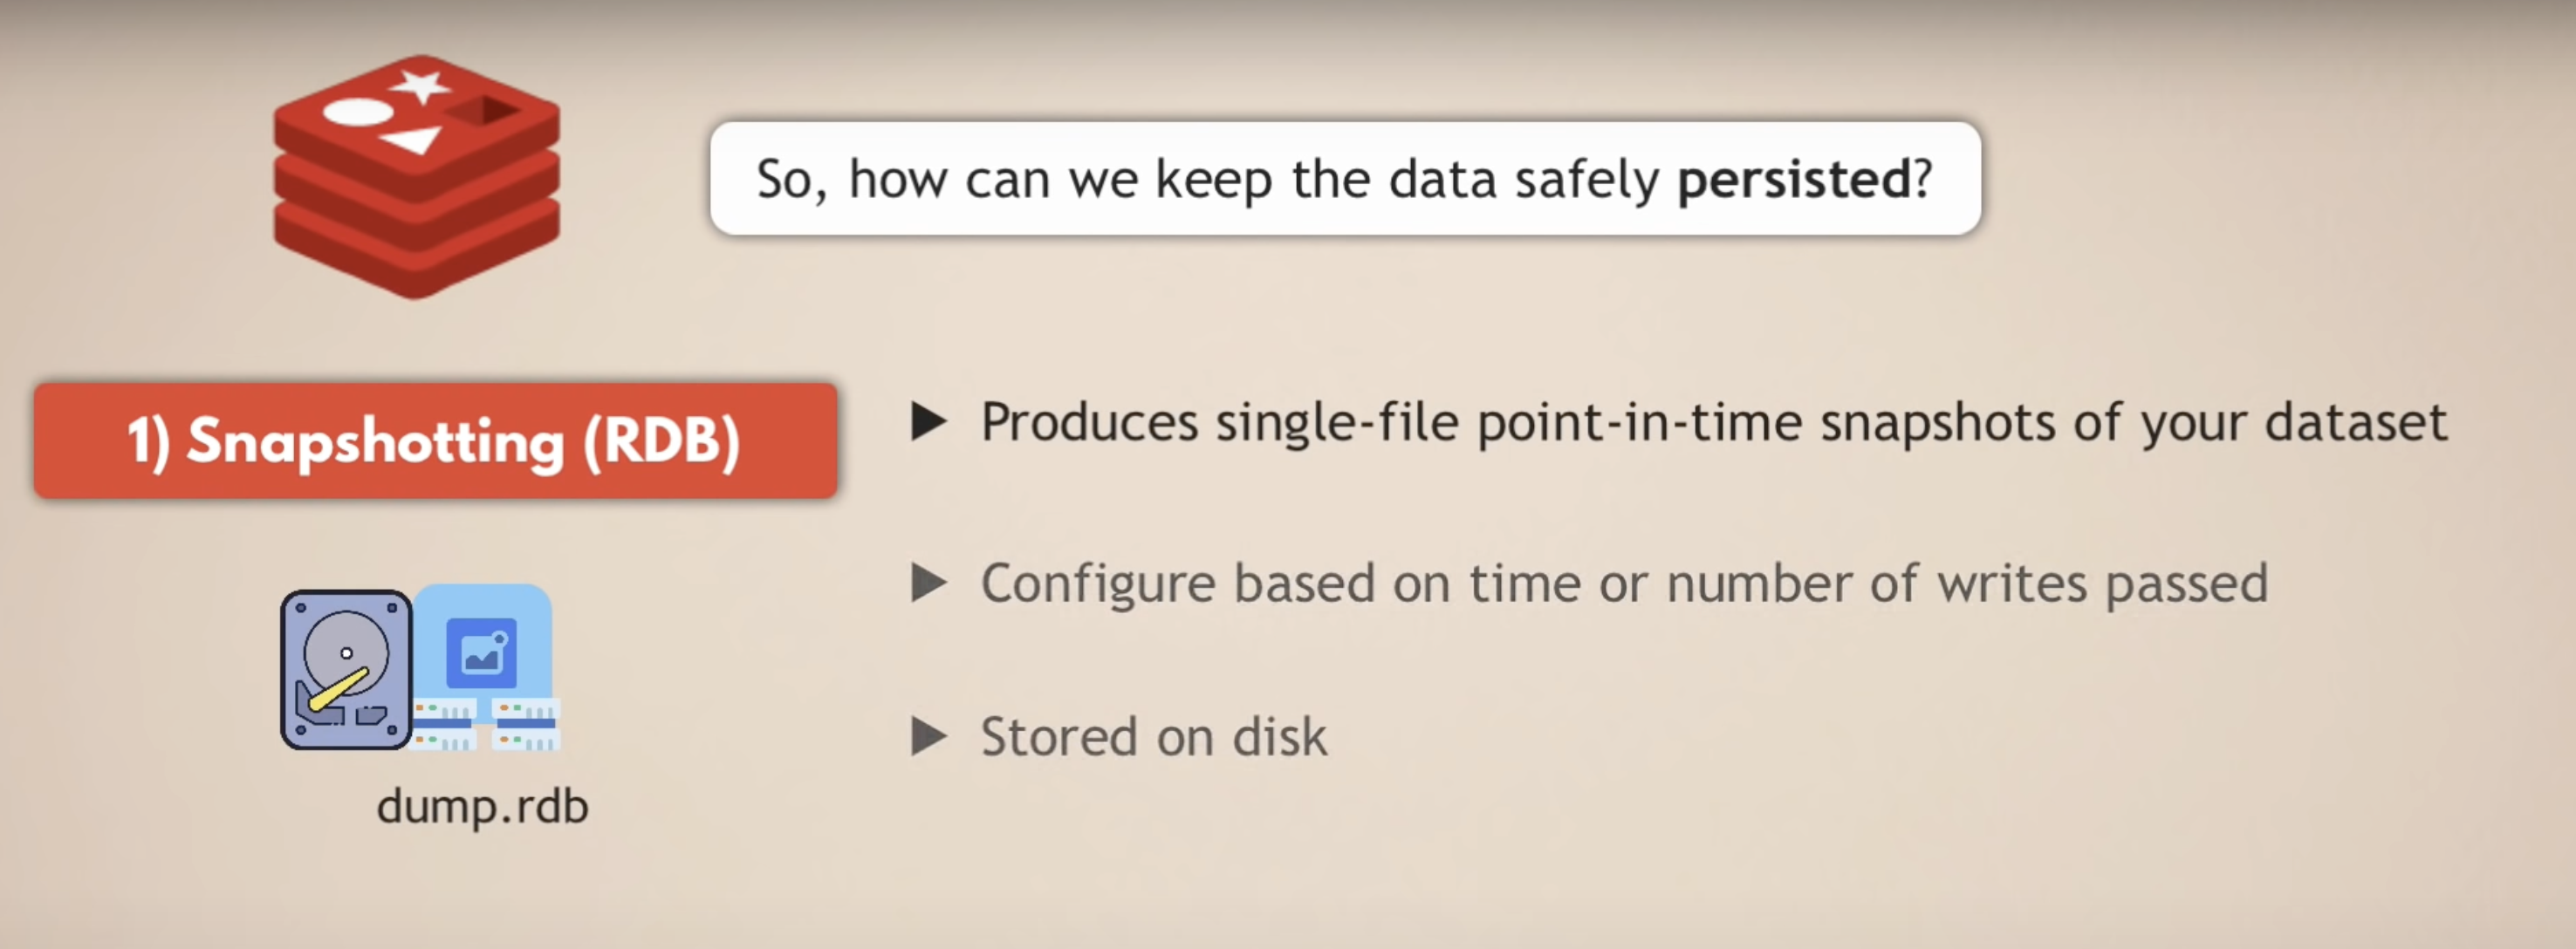 So, how can we keep the data safely persisted?
1) Snapshotting (RDB)
▶ Produces single-file point-in-time snapshots of your dataset
▶ Configure based on time or number of writes passed
▶ Stored on disk
dump.rdb